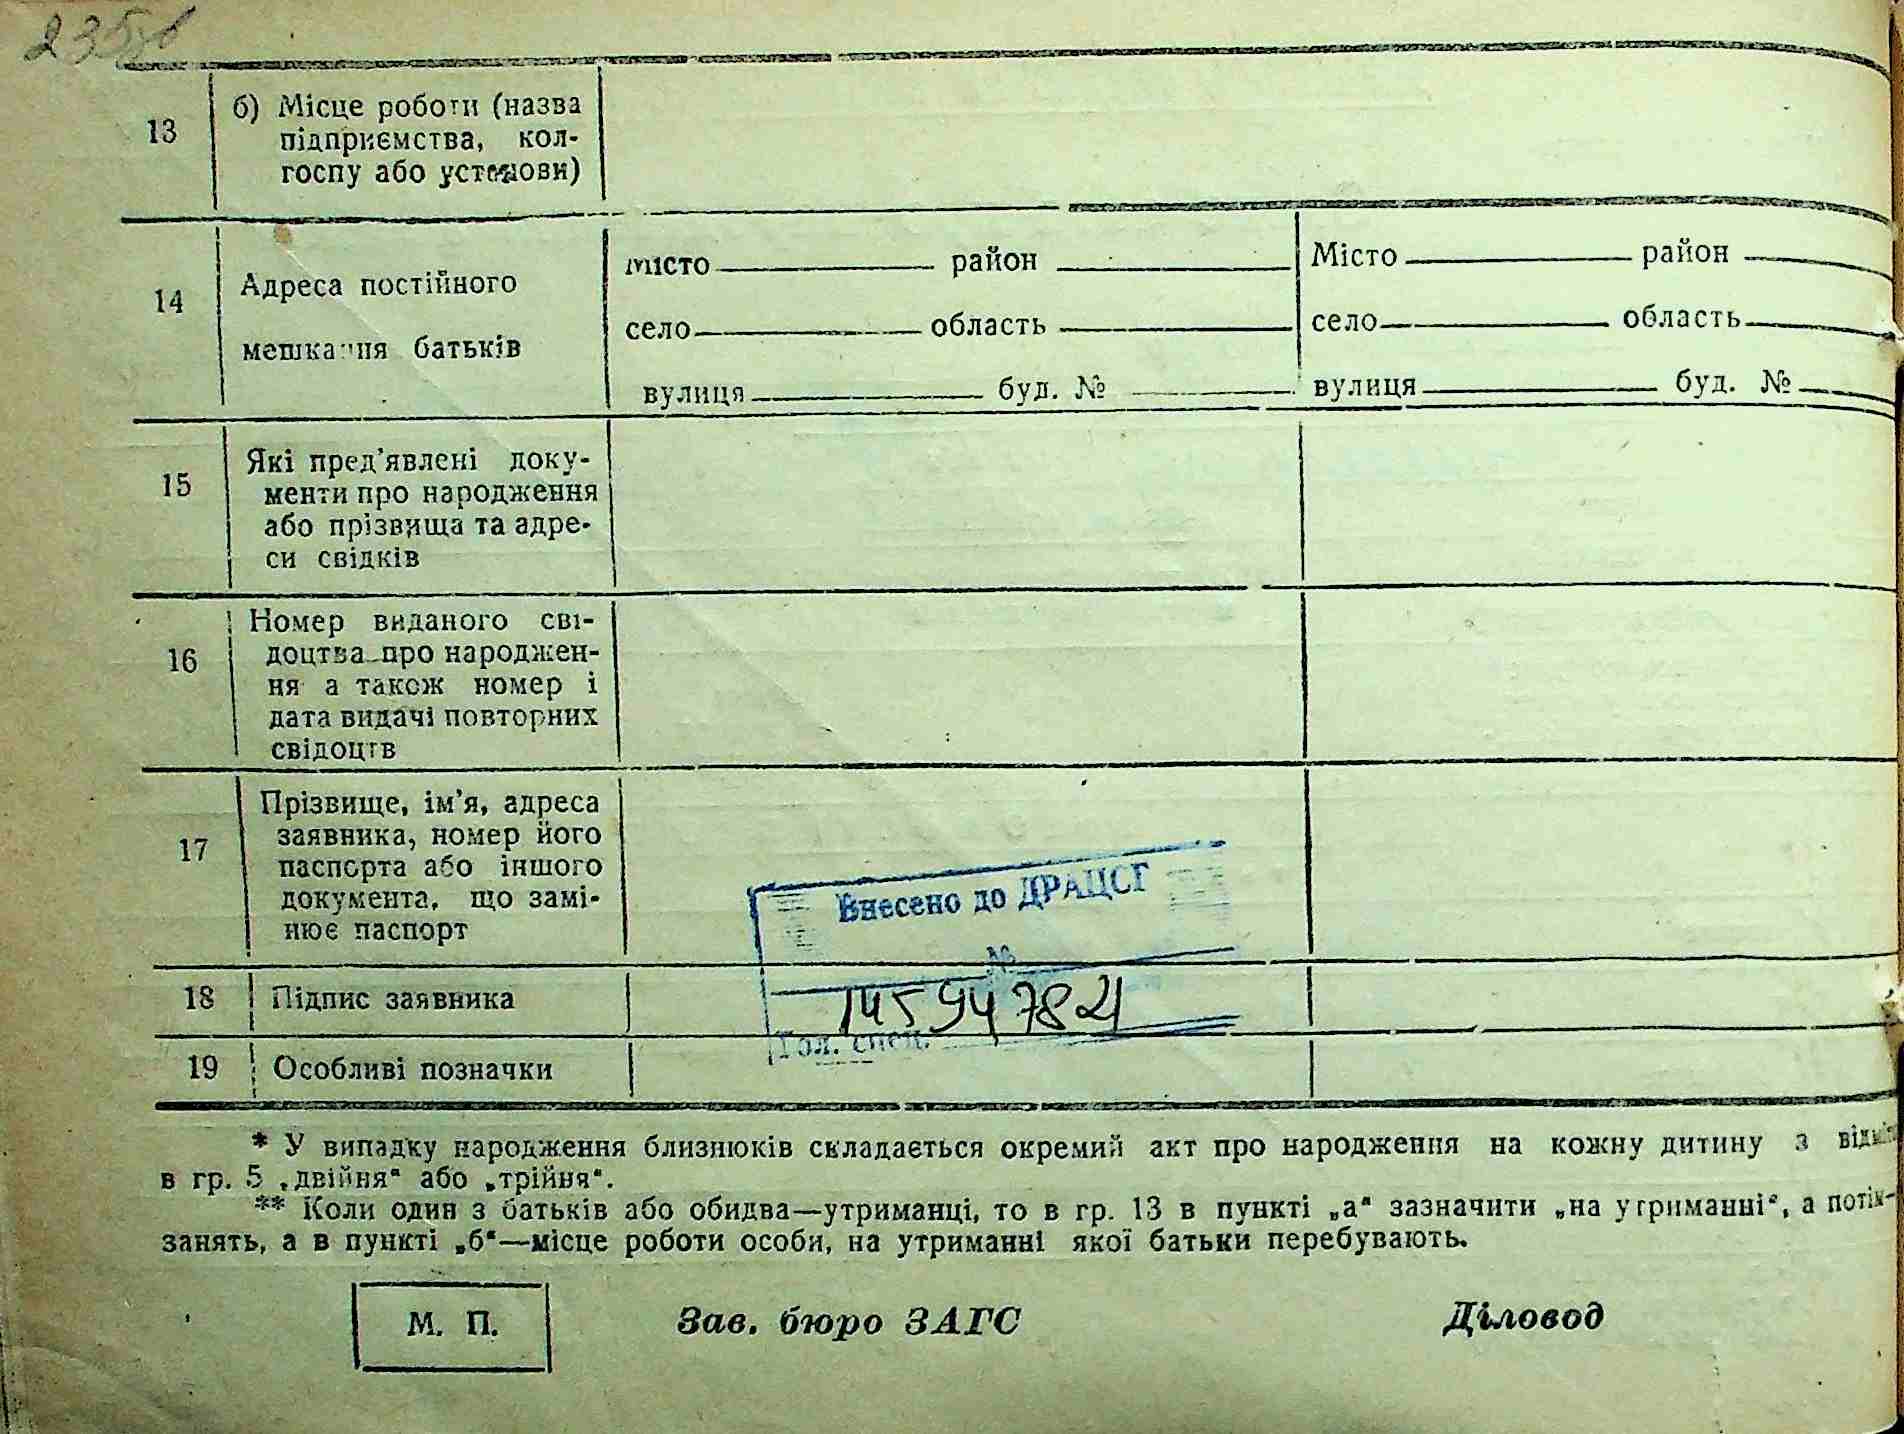 235
13
б) Місце роботи (назва
підприємства, кол-
госпу або установи)
14
Адреса постійного
мешкання батьків
Місто район
село область
вулиця буд. №
Місто район
село область
вулиця буд. №
15
Які пред'явлені доку-
менти про народження
або прізвища та адре-
си свідків
16
Номер виданого сві-
доцтва про народжен-
ня а також номер і
дата видачі повторних
свідоцтв
17
Прізвище, ім'я, адреса
заявника, номер його
паспорта або іншого
документа, що замі-
нює паспорт
Внесено до ДРАЦСГ
№
18
Підпис заявника
Гол. спец.
19
Особливі позначки
* У випадку народження близнюків складається окремий акт про народження на кожну дитину з
в гр. 5 „двійня“ або „трійня“.
** Коли один з батьків або обидва—утриманці, то в гр. 13 в пункті „а“ зазначити „на утриманні“, а потім—
занять, а в пункті „б“—місце роботи особи, на утриманні якої батьки перебувають.
М. П.
Зав. бюро ЗАГС
Діловод